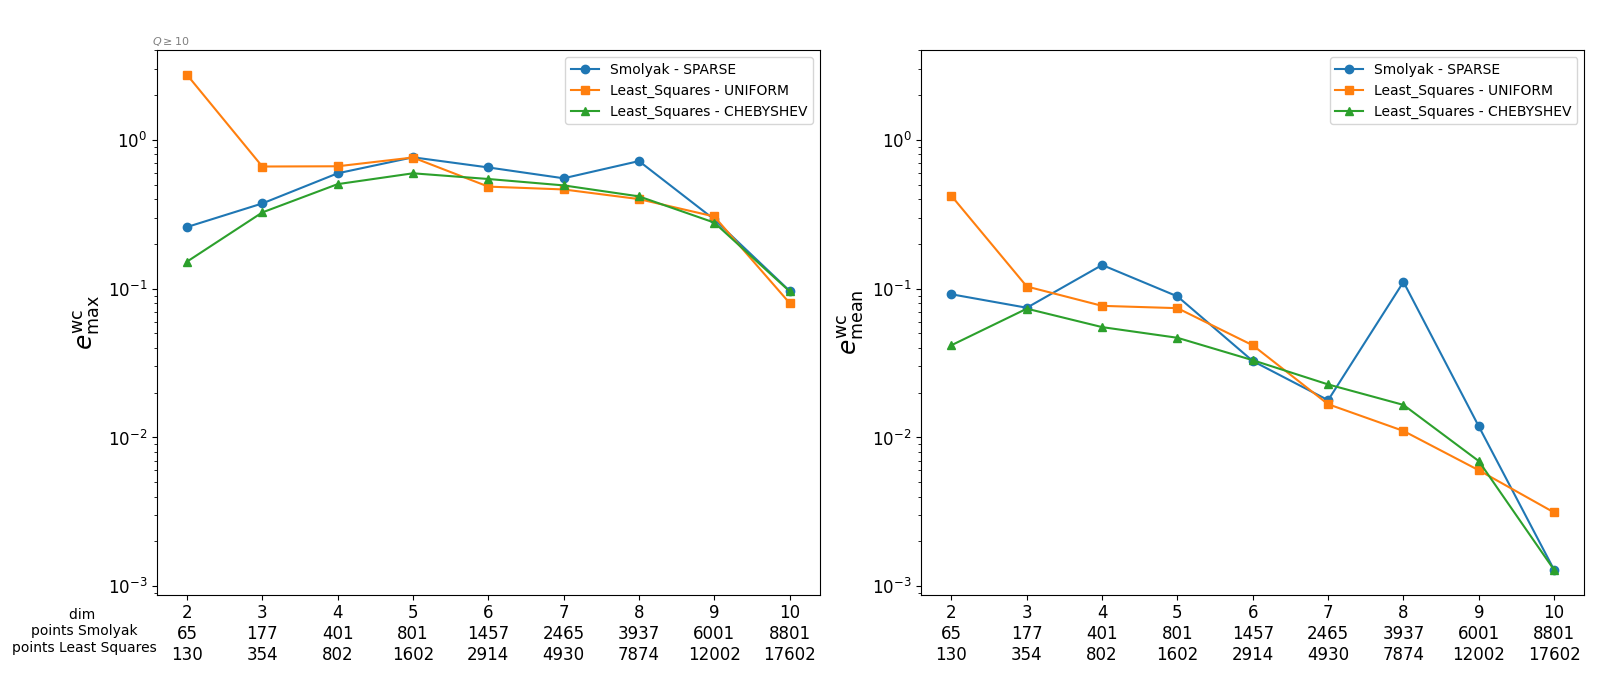 Q ≥ 10
Smolyak - SPARSE
Least_Squares - UNIFORM
Least_Squares - CHEBYSHEV
10⁰
10⁻¹
10⁻²
10⁻³
e^wc_max
dim 2 3 4 5 6 7 8 9 10
points Smolyak 65 177 401 801 1457 2465 3937 6001 8801
points Least Squares 130 354 802 1602 2914 4930 7874 12002 17602
Smolyak - SPARSE
Least_Squares - UNIFORM
Least_Squares - CHEBYSHEV
10⁰
10⁻¹
10⁻²
10⁻³
e^wc_mean
2 3 4 5 6 7 8 9 10
65 177 401 801 1457 2465 3937 6001 8801
130 354 802 1602 2914 4930 7874 12002 17602